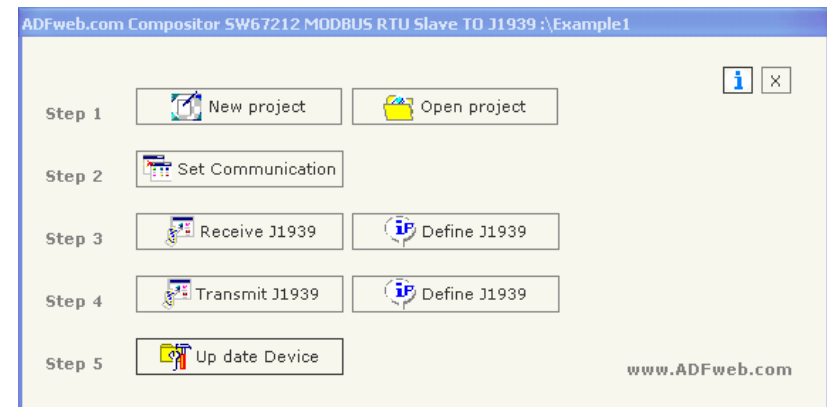 ADFweb.com Compositor SW67212 MODBUS RTU Slave TO J1939 :\Example1
i X
Step 1 New project Open project
Step 2 Set Communication
Step 3 Receive J1939 iP Define J1939
Step 4 Transmit J1939 iP Define J1939
Step 5 Up date Device
www.ADFweb.com